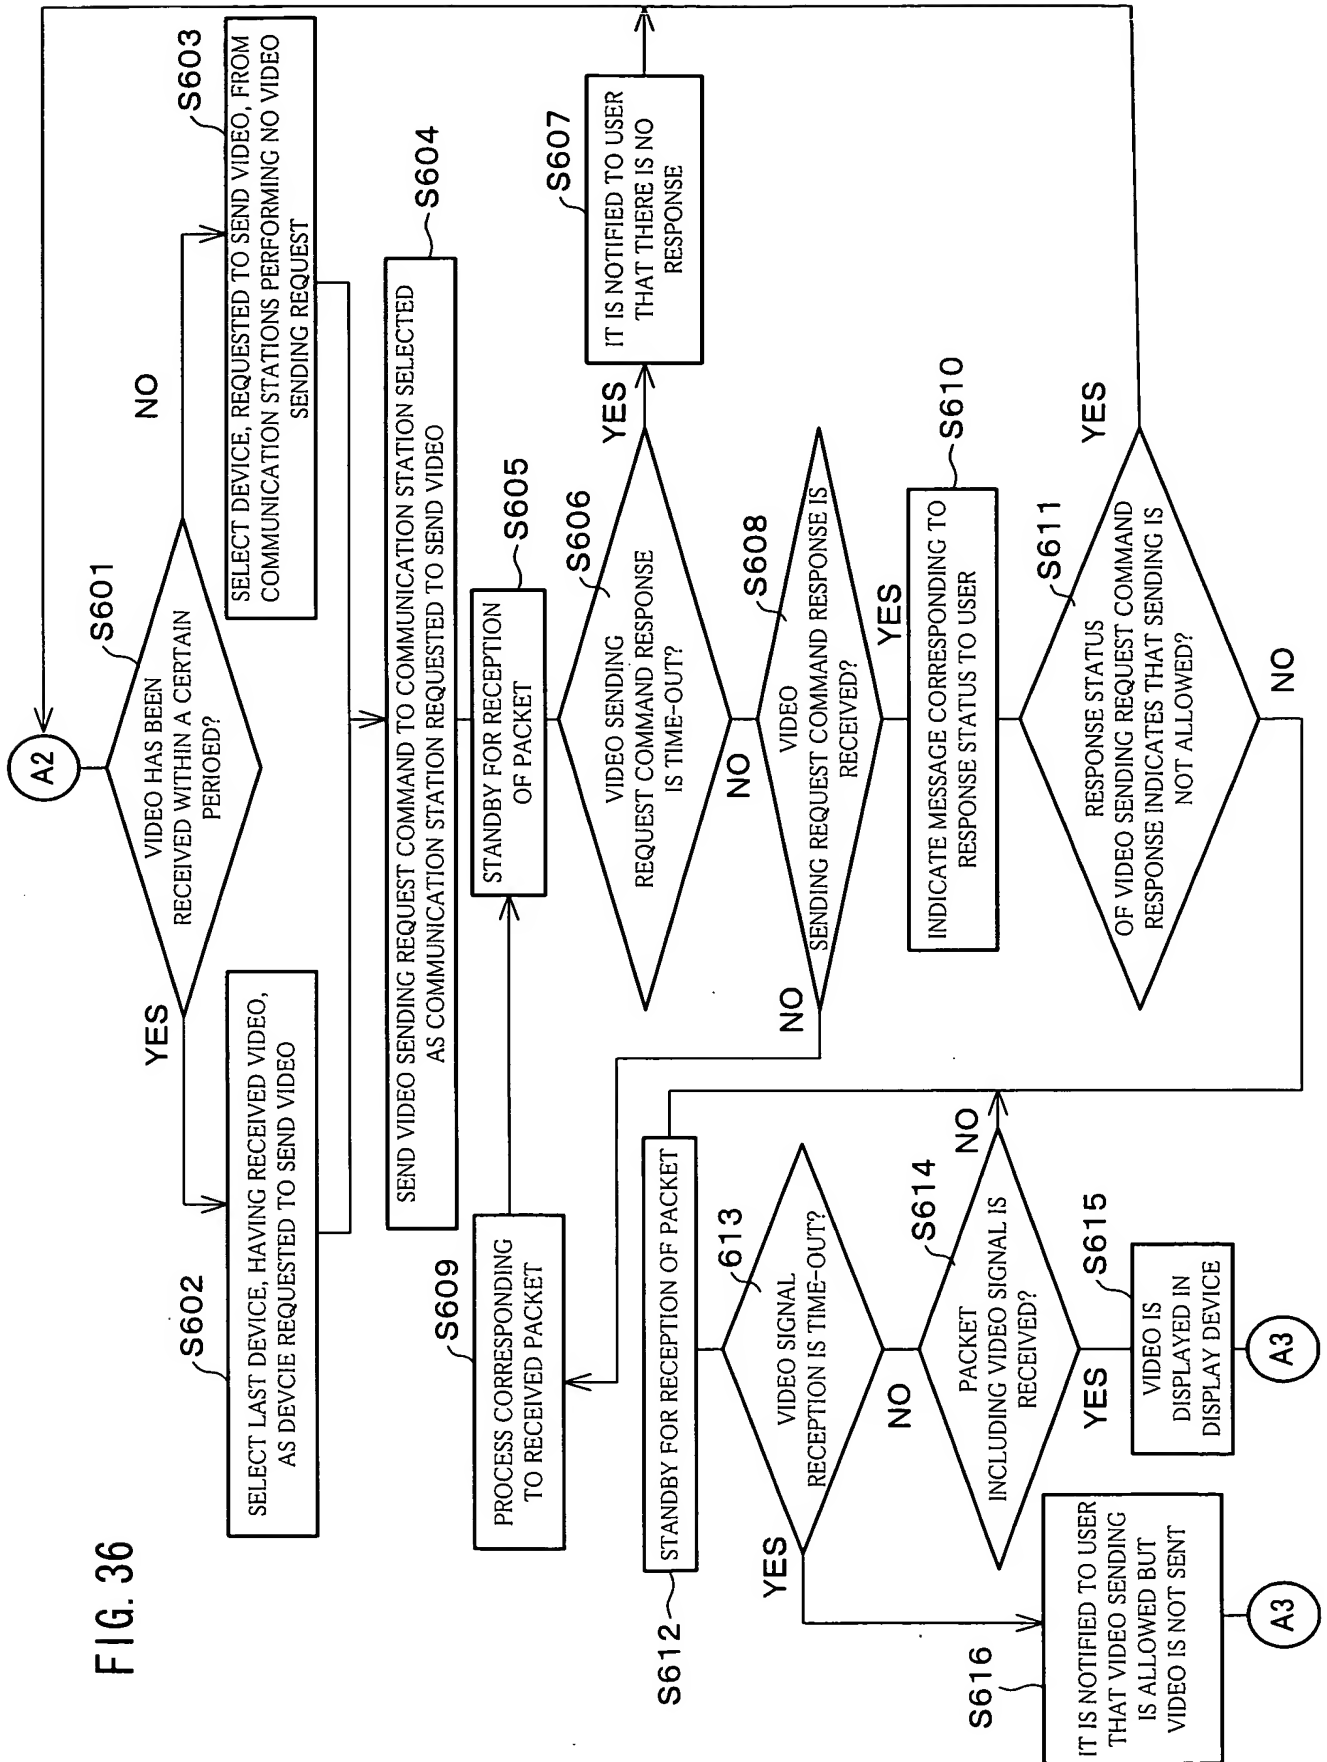 FIG. 36
A2
S601
VIDEO HAS BEEN
RECEIVED WITHIN A CERTAIN
PERIOED?
YES
NO
S602
SELECT LAST DEVICE, HAVING RECEIVED VIDEO,
AS DEVCIE REQUESTED TO SEND VIDEO
S603
SELECT DEVICE, REQUESTED TO SEND VIDEO, FROM
COMMUNICATION STATIONS PERFORMING NO VIDEO
SENDING REQUEST
S604
SEND VIDEO SENDING REQUEST COMMAND TO COMMUNICATION STATION SELECTED
AS COMMUNICATION STATION REQUESTED TO SEND VIDEO
S605
STANDBY FOR RECEPTION
OF PACKET
S606
VIDEO SENDING
REQUEST COMMAND RESPONSE
IS TIME-OUT?
YES
NO
S607
IT IS NOTIFIED TO USER
THAT THERE IS NO
RESPONSE
S608
VIDEO
SENDING REQUEST COMMAND RESPONSE IS
RECEIVED?
NO
YES
S609
PROCESS CORRESPONDING
TO RECEIVED PACKET
S610
INDICATE MESSAGE CORRESPONDING TO
RESPONSE STATUS TO USER
S611
RESPONSE STATUS
OF VIDEO SENDING REQUEST COMMAND
RESPONSE INDICATES THAT SENDING IS
NOT ALLOWED?
YES
NO
S612
STANDBY FOR RECEPTION OF PACKET
613
VIDEO SIGNAL
RECEPTION IS TIME-OUT?
YES
NO
S614
PACKET
INCLUDING VIDEO SIGNAL IS
RECEIVED?
NO
YES
S615
VIDEO IS
DISPLAYED IN
DISPLAY DEVICE
A3
S616
IT IS NOTIFIED TO USER
THAT VIDEO SENDING
IS ALLOWED BUT
VIDEO IS NOT SENT
A3